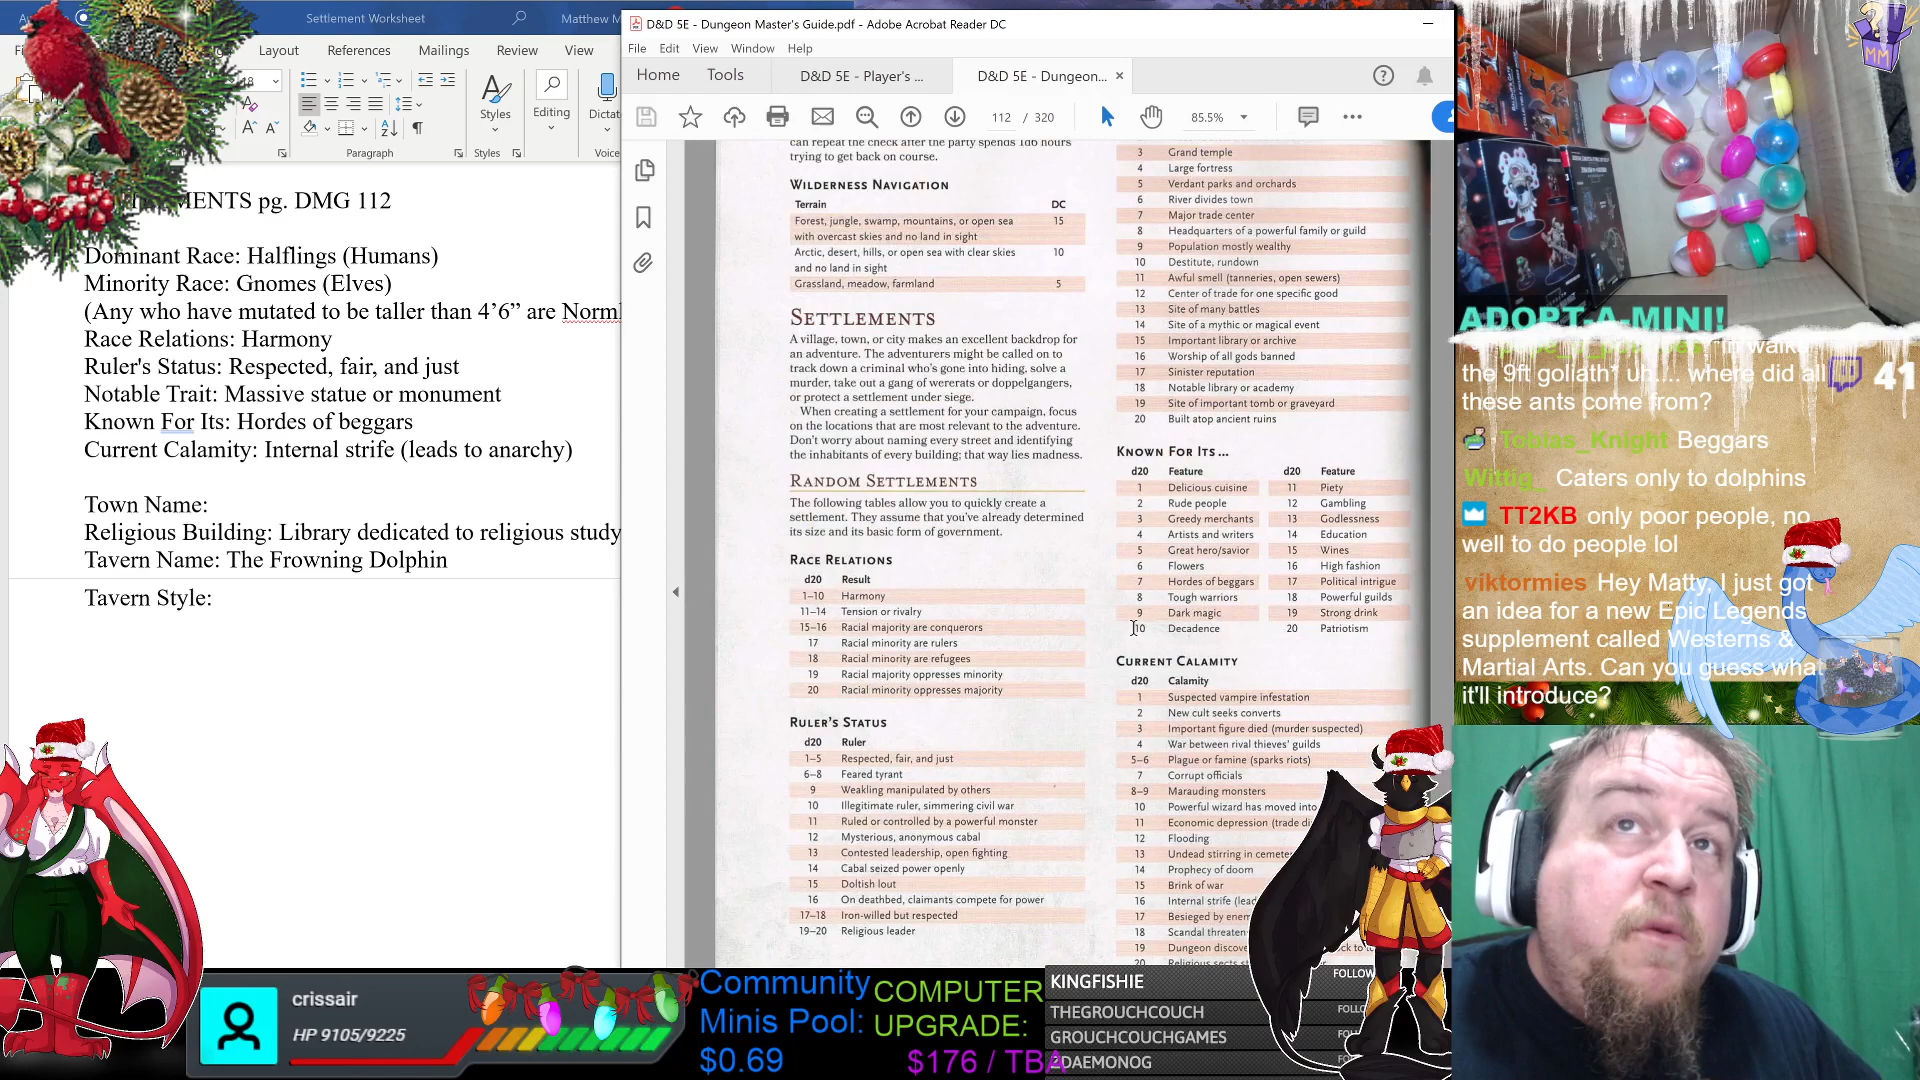 Settlement Worksheet
Matthew M
Layout
References
Mailings
Review
View
18
Styles
Editing
Dictat
Paragraph
Styles
Voice
MENTS pg. DMG 112
Dominant Race: Halflings (Humans)
Minority Race: Gnomes (Elves)
(Any who have mutated to be taller than 4’6” are Norml
Race Relations: Harmony
Ruler's Status: Respected, fair, and just
Notable Trait: Massive statue or monument
Known For Its: Hordes of beggars
Current Calamity: Internal strife (leads to anarchy)
Town Name:
Religious Building: Library dedicated to religious study
Tavern Name: The Frowning Dolphin
Tavern Style:
D&D 5E - Dungeon Master's Guide.pdf - Adobe Acrobat Reader DC
File Edit View Window Help
Home Tools D&D 5E - Player's ... D&D 5E - Dungeon... ×
112 / 320 85.5%
can repeat the check after the party spends 1d6 hours
trying to get back on course.
WILDERNESS NAVIGATION
Terrain DC
Forest, jungle, swamp, mountains, or open sea 15
with overcast skies and no land in sight
Arctic, desert, hills, or open sea with clear skies 10
and no land in sight
Grassland, meadow, farmland 5
SETTLEMENTS
A village, town, or city makes an excellent backdrop for
an adventure. The adventurers might be called on to
track down a criminal who's gone into hiding, solve a
murder, take out a gang of wererats or doppelgangers,
or protect a settlement under siege.
When creating a settlement for your campaign, focus
on the locations that are most relevant to the adventure.
Don't worry about naming every street and identifying
the inhabitants of every building; that way lies madness.
RANDOM SETTLEMENTS
The following tables allow you to quickly create a
settlement. They assume that you've already determined
its size and its basic form of government.
RACE RELATIONS
d20 Result
1–10 Harmony
11–14 Tension or rivalry
15–16 Racial majority are conquerors
17 Racial minority are rulers
18 Racial minority are refugees
19 Racial majority oppresses minority
20 Racial minority oppresses majority
RULER'S STATUS
d20 Ruler
1–5 Respected, fair, and just
6–8 Feared tyrant
9 Weakling manipulated by others
10 Illegitimate ruler, simmering civil war
11 Ruled or controlled by a powerful monster
12 Mysterious, anonymous cabal
13 Contested leadership, open fighting
14 Cabal seized power openly
15 Doltish lout
16 On deathbed, claimants compete for power
17–18 Iron-willed but respected
19–20 Religious leader
3 Grand temple
4 Large fortress
5 Verdant parks and orchards
6 River divides town
7 Major trade center
8 Headquarters of a powerful family or guild
9 Population mostly wealthy
10 Destitute, rundown
11 Awful smell (tanneries, open sewers)
12 Center of trade for one specific good
13 Site of many battles
14 Site of a mythic or magical event
15 Important library or archive
16 Worship of all gods banned
17 Sinister reputation
18 Notable library or academy
19 Site of important tomb or graveyard
20 Built atop ancient ruins
KNOWN FOR ITS...
d20 Feature d20 Feature
1 Delicious cuisine 11 Piety
2 Rude people 12 Gambling
3 Greedy merchants 13 Godlessness
4 Artists and writers 14 Education
5 Great hero/savior 15 Wines
6 Flowers 16 High fashion
7 Hordes of beggars 17 Political intrigue
8 Tough warriors 18 Powerful guilds
9 Dark magic 19 Strong drink
10 Decadence 20 Patriotism
CURRENT CALAMITY
d20 Calamity
1 Suspected vampire infestation
2 New cult seeks converts
3 Important figure died (murder suspected)
4 War between rival thieves' guilds
5–6 Plague or famine (sparks riots)
7 Corrupt officials
8–9 Marauding monsters
10 Powerful wizard has moved into
11 Economic depression (trade di
12 Flooding
13 Undead stirring in cemete
14 Prophecy of doom
15 Brink of war
16 Internal strife (lead
17 Besieged by enem
18 Scandal threaten
19 Dungeon discove
20 Religious sects
MM
ADOPT-A-MINI!
41
the 9ft goliath* uh.... where did all
these ants come from?
Tobias_Knight Beggars
Wittig_ Caters only to dolphins
TT2KB only poor people, no
well to do people lol
viktormies Hey Matty, I just got
an idea for a new Epic Legends
supplement called Westerns &
Martial Arts. Can you guess what
it'll introduce?
crissair
HP 9105/9225
Community
Minis Pool:
$0.69
COMPUTER
UPGRADE:
$176 / TBA
KINGFISHIE FOLLOW
THEGROUCHCOUCH FOLL
GROUCHCOUCHGAMES FOLL
DAEMONOG